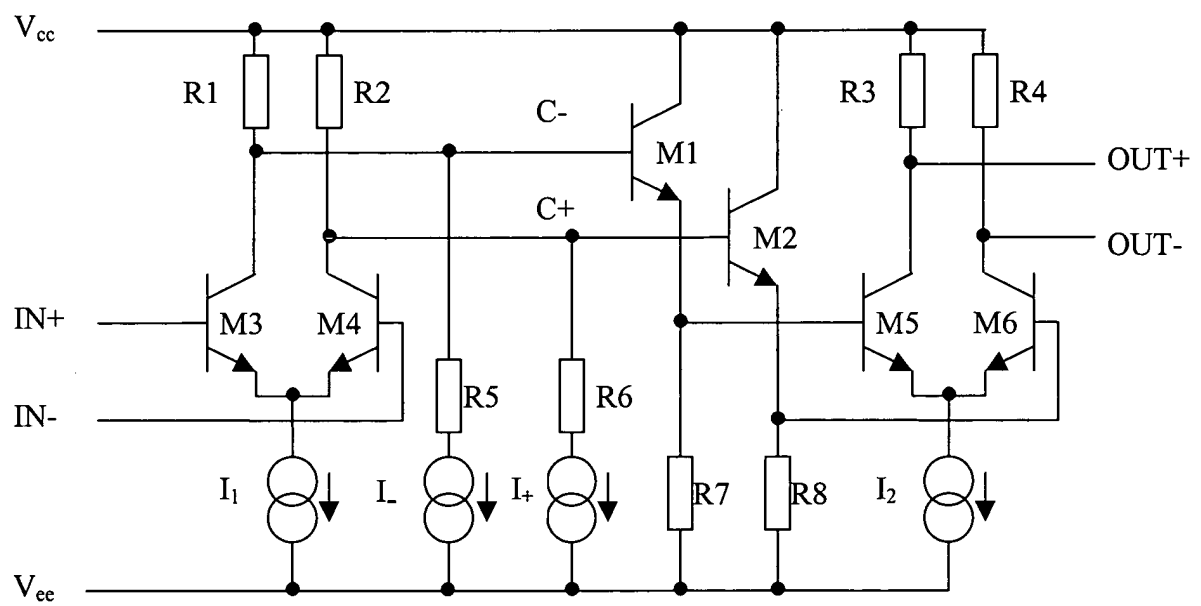 Vcc
R1
R2
C-
M1
R3
R4
OUT+
C+
M2
OUT-
IN+
M3
M4
M5
M6
IN-
R5
R6
I1
I-
I+
R7
R8
I2
Vee